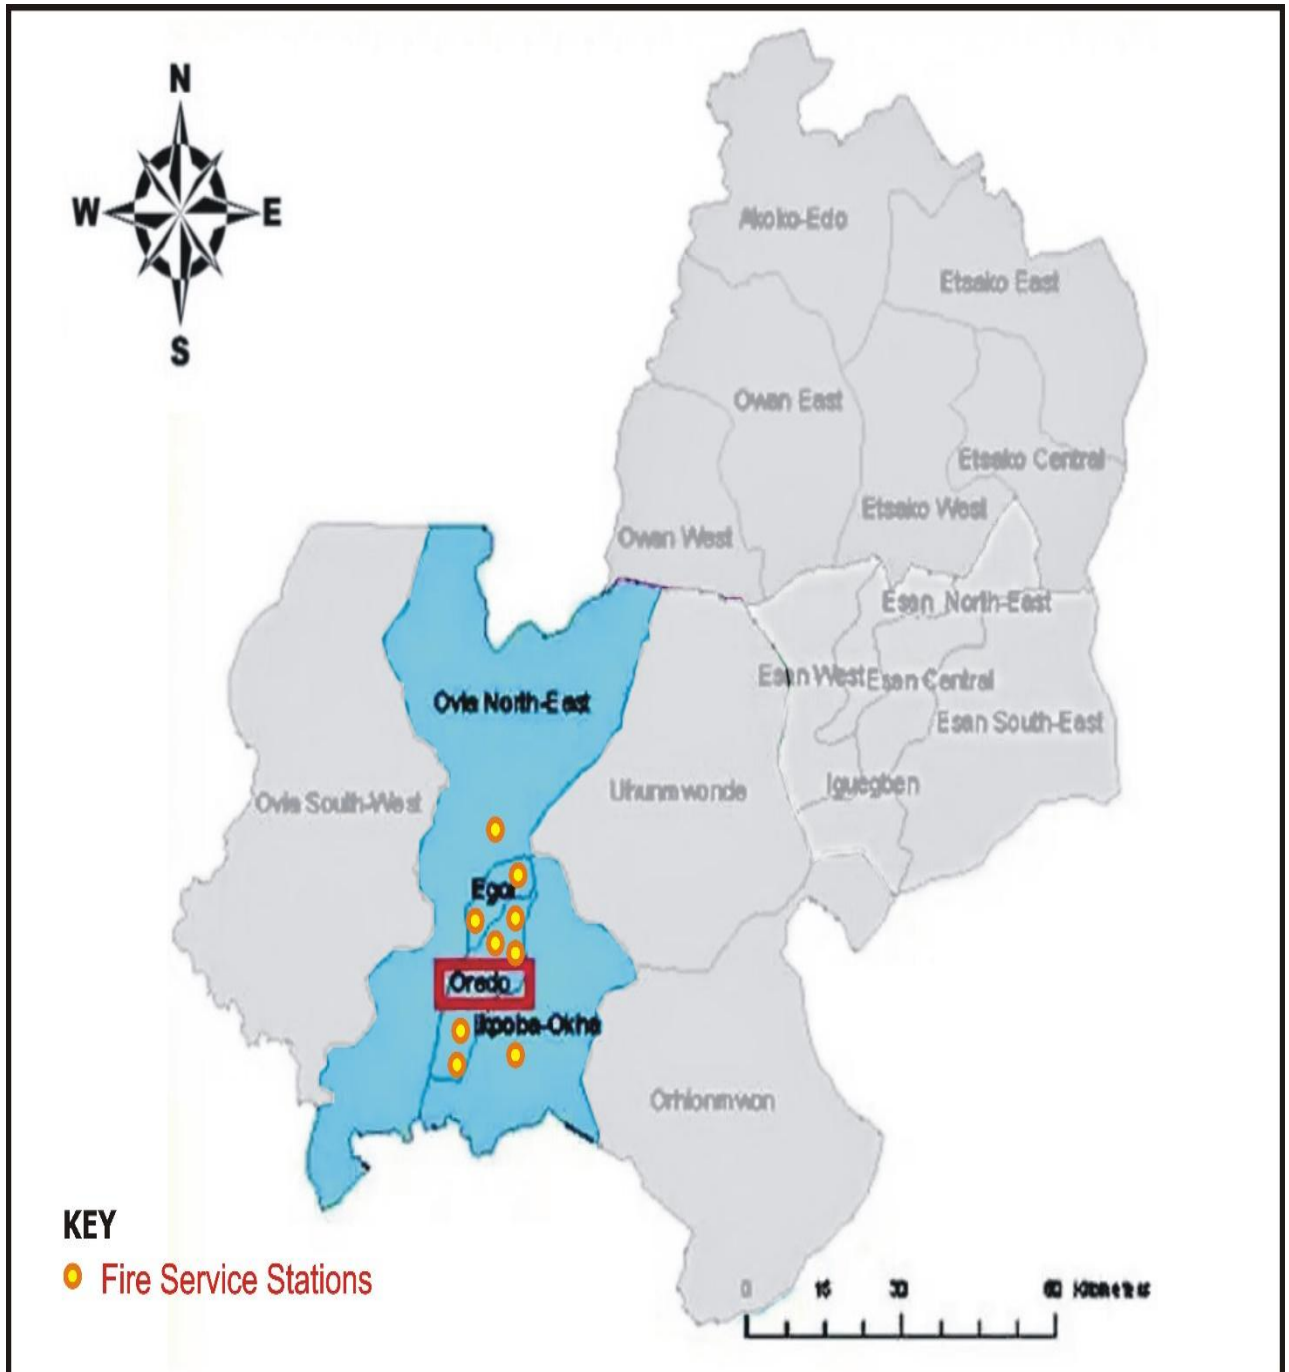 N
W E
S
Akoko-Edo
Etsako East
Owan East
Etsako Central
Etsako West
Owan West
Esan North-East
Esan West
Esan Central
Esan South-East
Ovia North-East
Iguegben
Uhunmwonde
Ovia South-West
Egor
Oredo
Ikpoba-Okha
Orhionmwon
KEY
Fire Service Stations
0 15 30 60 Kilometers